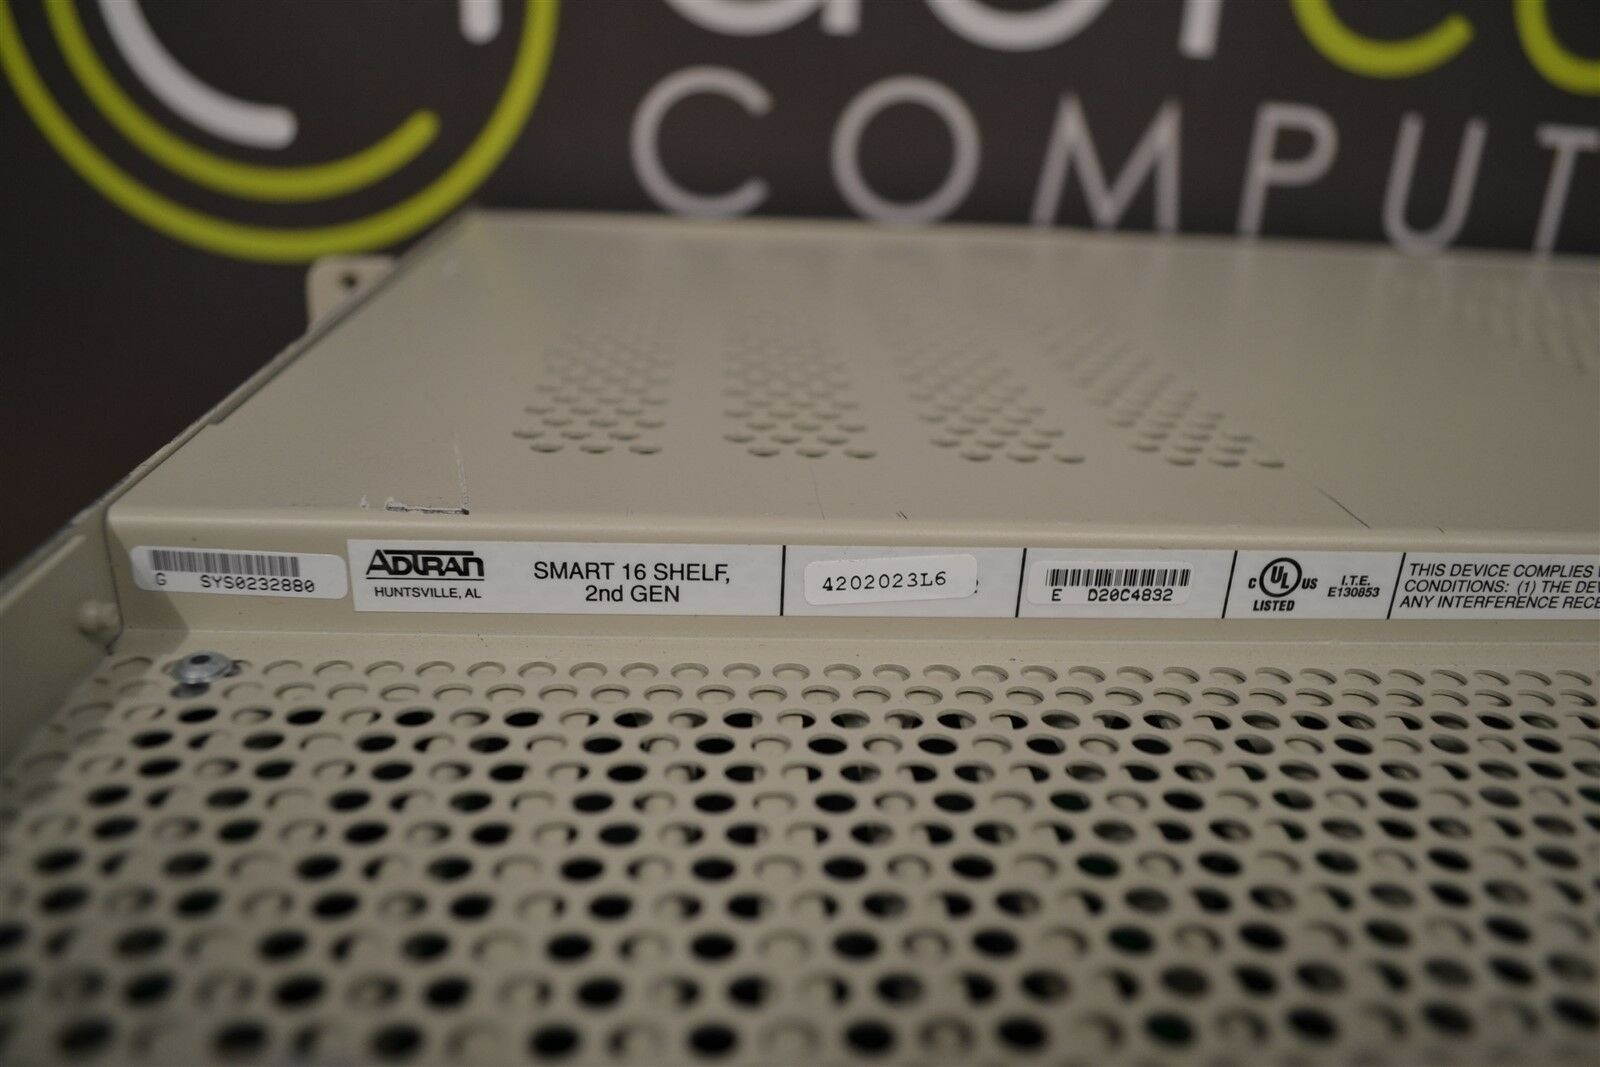 COMPUT
G SYS0232880
ADTRAN
HUNTSVILLE, AL
SMART 16 SHELF,
2nd GEN
4202023L6
E D20C4832
C UL US
LISTED
I.T.E.
E130853
THIS DEVICE COMPLIES
CONDITIONS: (1) THE DEV
ANY INTERFERENCE RECE